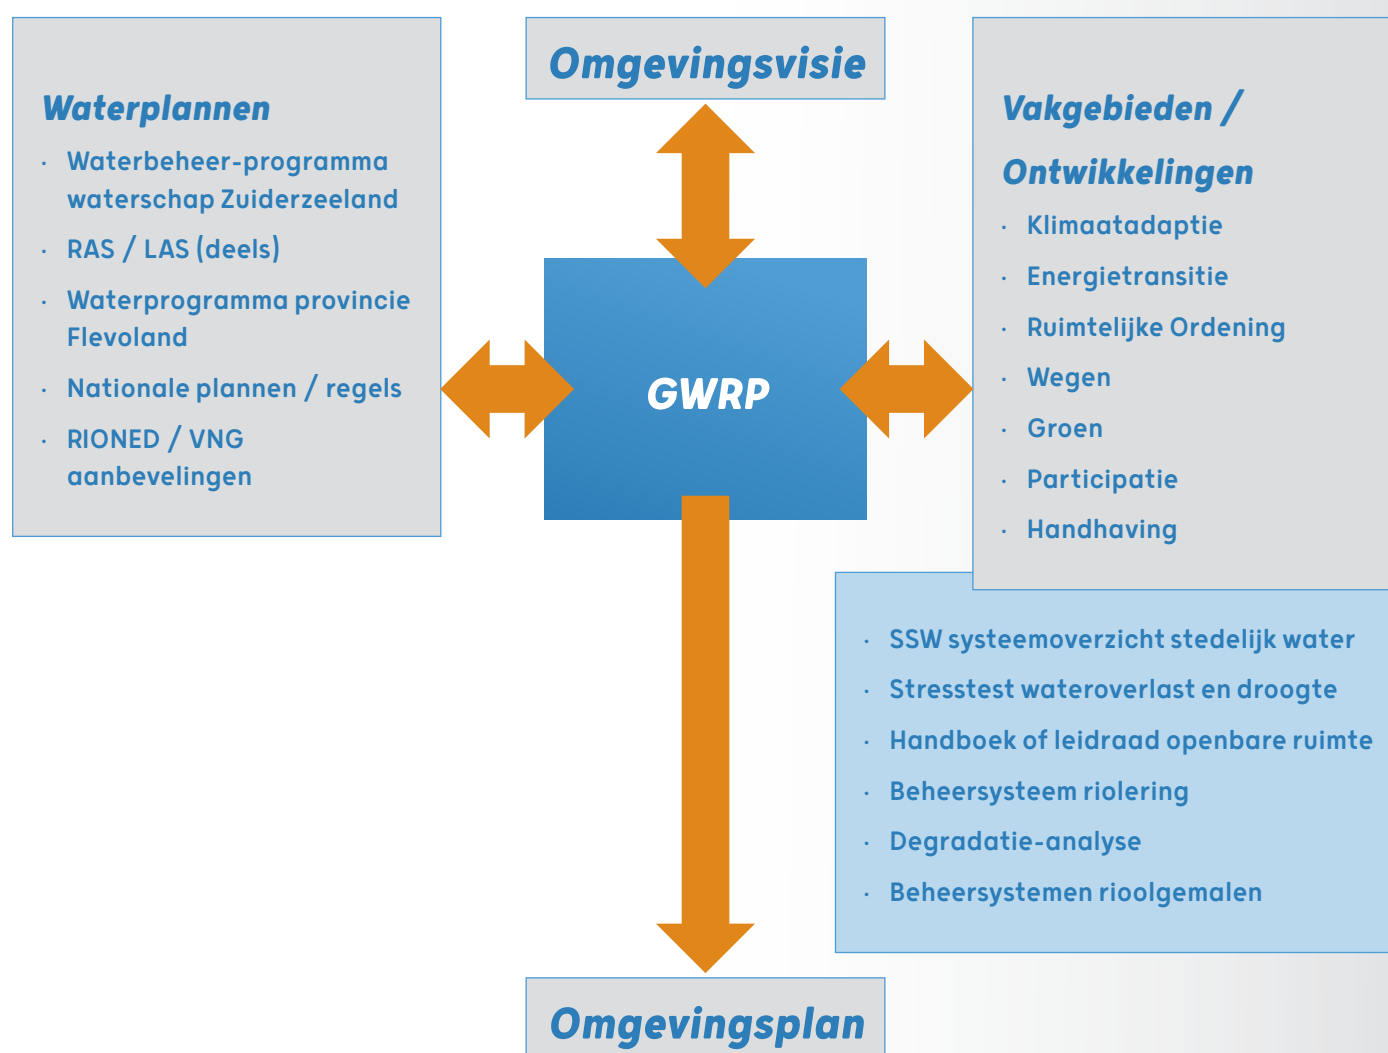 Omgevingsvisie
Waterplannen
· Waterbeheer-programma
waterschap Zuiderzeeland
· RAS / LAS (deels)
· Waterprogramma provincie
Flevoland
· Nationale plannen / regels
· RIONED / VNG
aanbevelingen
GWRP
Vakgebieden /
Ontwikkelingen
· Klimaatadaptie
· Energietransitie
· Ruimtelijke Ordening
· Wegen
· Groen
· Participatie
· Handhaving
· SSW systeemoverzicht stedelijk water
· Stresstest wateroverlast en droogte
· Handboek of leidraad openbare ruimte
· Beheersysteem riolering
· Degradatie-analyse
· Beheersystemen rioolgemalen
Omgevingsplan